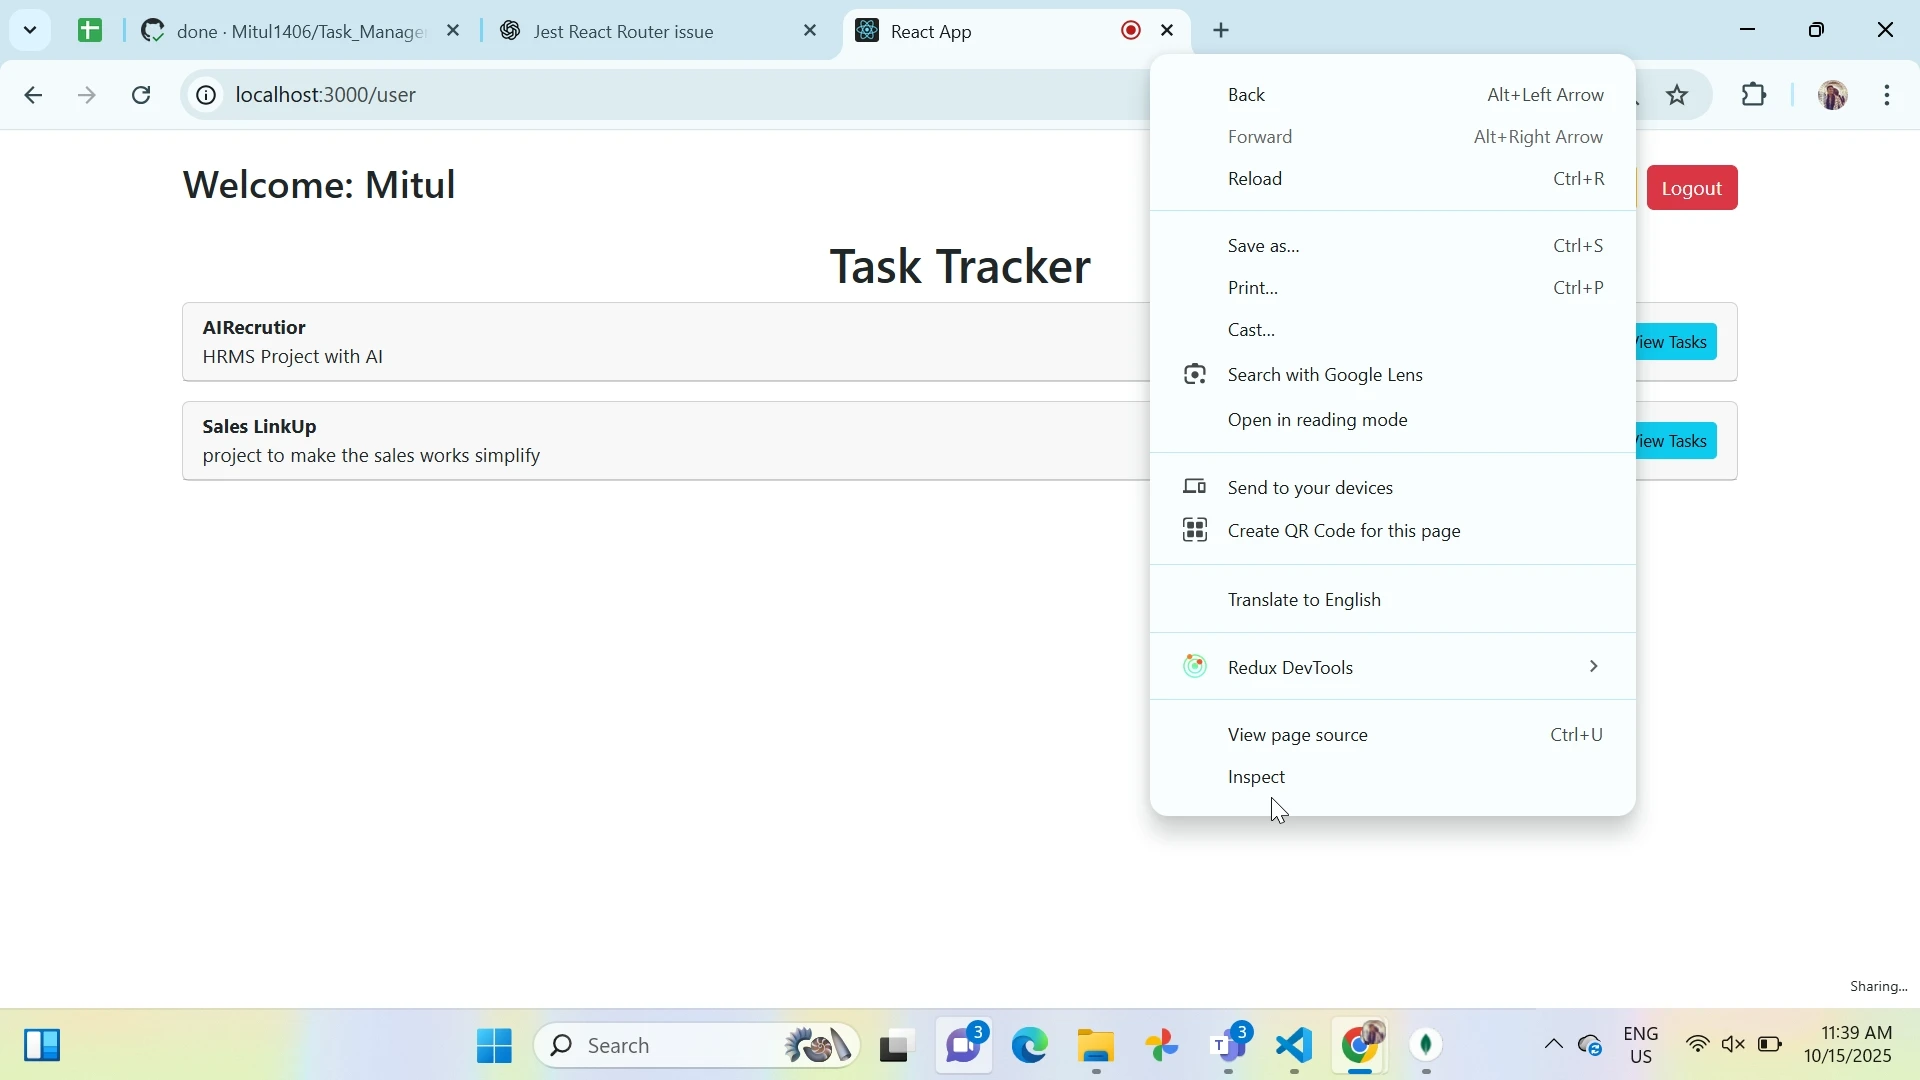 done · Mitul1406/Task_Manage
Jest React Router issue
React App
localhost:3000/user
Welcome: Mitul
Logout
Task Tracker
AIRecrutior
HRMS Project with AI
View Tasks
Sales LinkUp
project to make the sales works simplify
View Tasks
Back Alt+Left Arrow
Forward Alt+Right Arrow
Reload Ctrl+R
Save as... Ctrl+S
Print... Ctrl+P
Cast...
Search with Google Lens
Open in reading mode
Send to your devices
Create QR Code for this page
Translate to English
Redux DevTools
View page source Ctrl+U
Inspect
Sharing...
Search
3
T
3
ENG
US
11:39 AM
10/15/2025